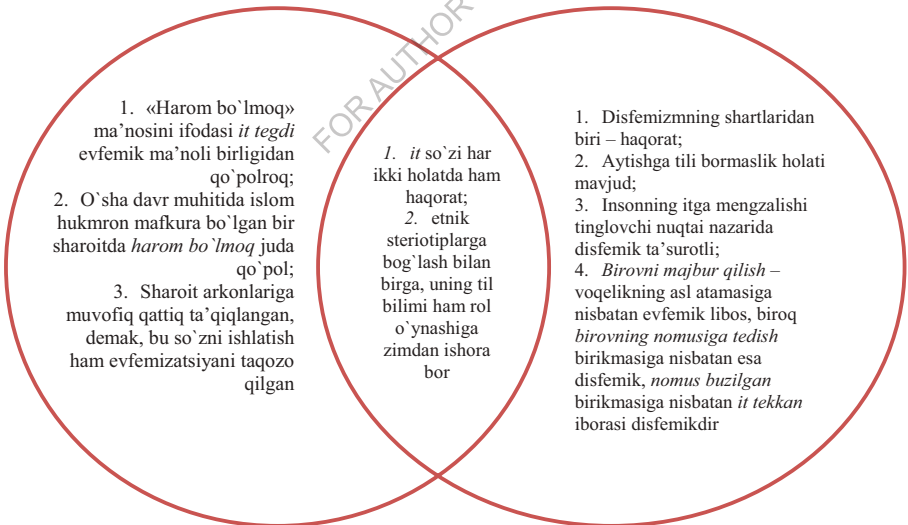 FOR AUTHOR
1. «Harom bo`lmoq»
ma’nosini ifodasi it tegdi
evfemik ma’noli birligidan
qo`polroq;
2. O`sha davr muhitida islom
hukmron mafkura bo`lgan bir
sharoitda harom bo`lmoq juda
qo`pol;
3. Sharoit arkonlariga
muvofiq qattiq ta’qiqlangan,
demak, bu so`zni ishlatish
ham evfemizatsiyani taqozo
qilgan
1. it so`zi har
ikki holatda ham
haqorat;
2. etnik
steriotiplarga
bog`lash bilan
birga, uning til
bilimi ham rol
o`ynashiga
zimdan ishora
bor
1. Disfemizmning shartlaridan
biri – haqorat;
2. Aytishga tili bormaslik holati
mavjud;
3. Insonning itga mengzalishi
tinglovchi nuqtai nazarida
disfemik ta’surotli;
4. Birovni majbur qilish –
voqelikning asl atamasiga
nisbatan evfemik libos, biroq
birovning nomusiga tedish
birikmasiga nisbatan esa
disfemik, nomus buzilgan
birikmasiga nisbatan it tekkan
iborasi disfemikdir